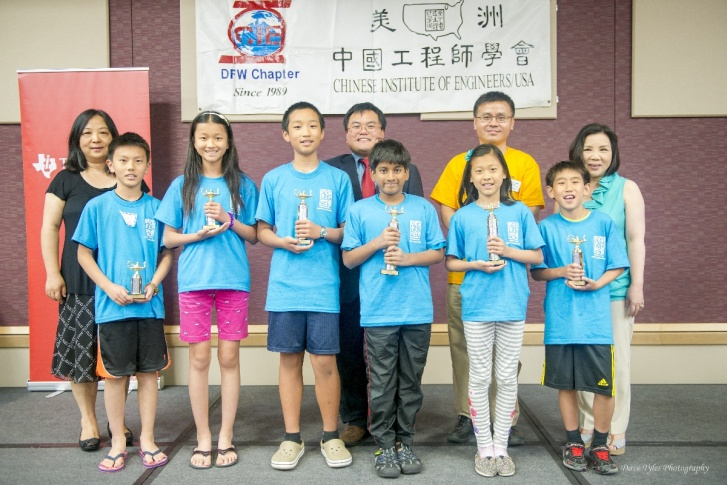 美 洲
中國工程師學會
DFW Chapter
CHINESE INSTITUTE OF ENGINEERS/USA
Since 1989
Dave Tyles Photography